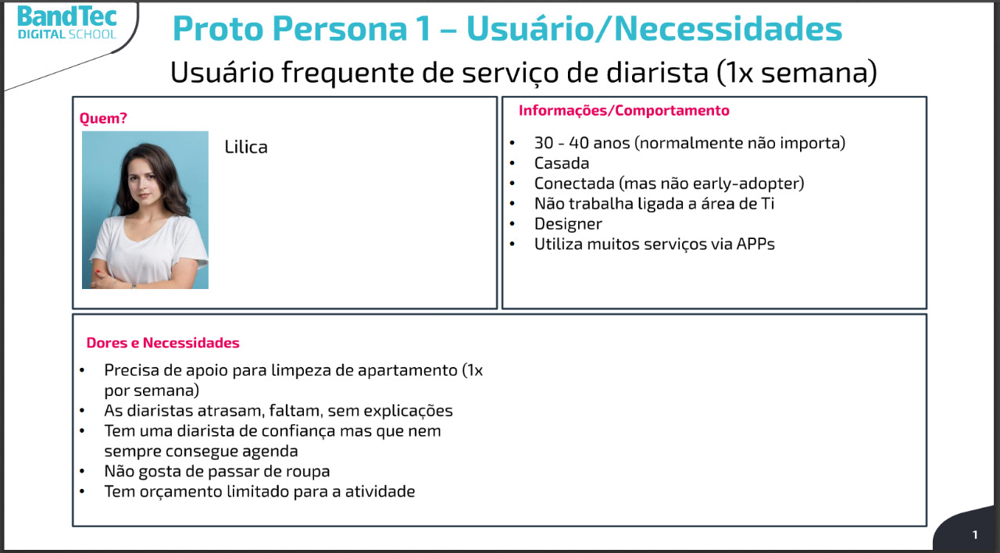 BandTec
DIGITAL SCHOOL
Proto Persona 1 – Usuário/Necessidades
Usuário frequente de serviço de diarista (1x semana)
Quem?
Lilica
Informações/Comportamento
• 30 - 40 anos (normalmente não importa)
• Casada
• Conectada (mas não early-adopter)
• Não trabalha ligada a área de Ti
• Designer
• Utiliza muitos serviços via APPs
Dores e Necessidades
• Precisa de apoio para limpeza de apartamento (1x
por semana)
• As diaristas atrasam, faltam, sem explicações
• Tem uma diarista de confiança mas que nem
sempre consegue agenda
• Não gosta de passar de roupa
• Tem orçamento limitado para a atividade
1